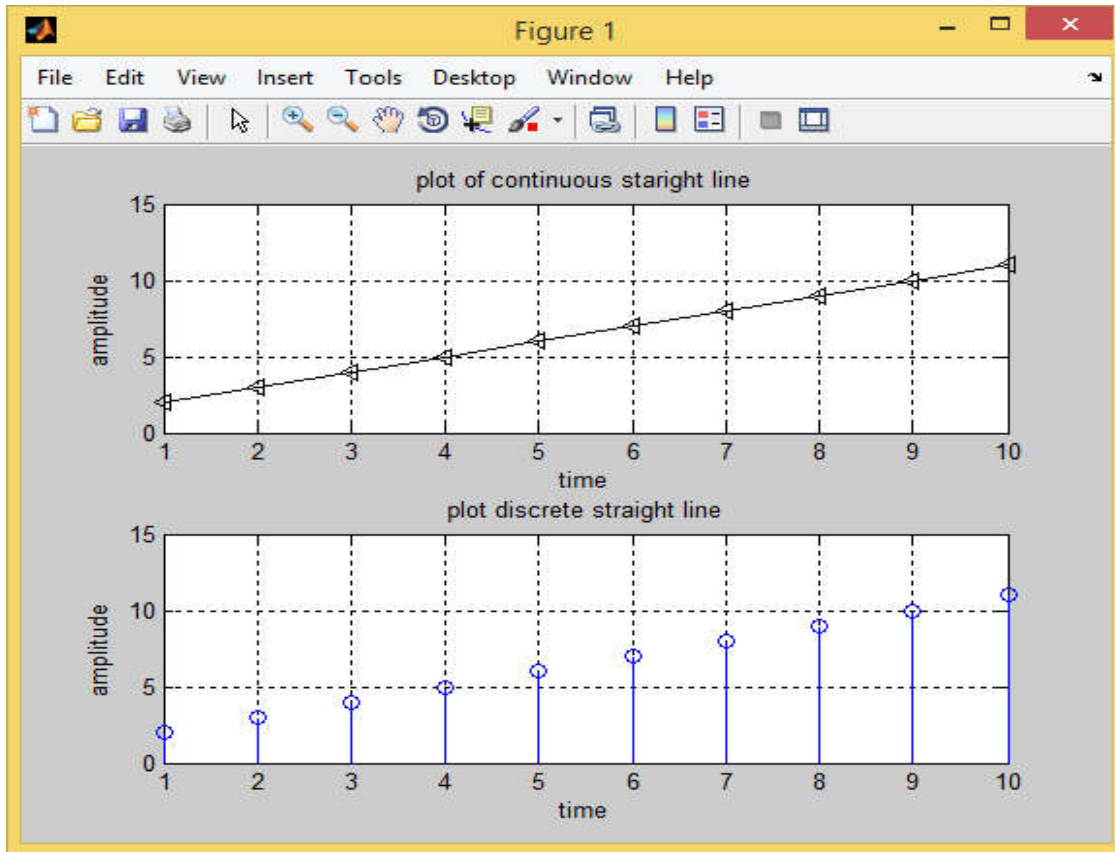 Figure 1
File Edit View Insert Tools Desktop Window Help
plot of continuous staright line
15
10
5
0
amplitude
1 2 3 4 5 6 7 8 9 10
time
plot discrete straight line
15
10
5
0
amplitude
1 2 3 4 5 6 7 8 9 10
time